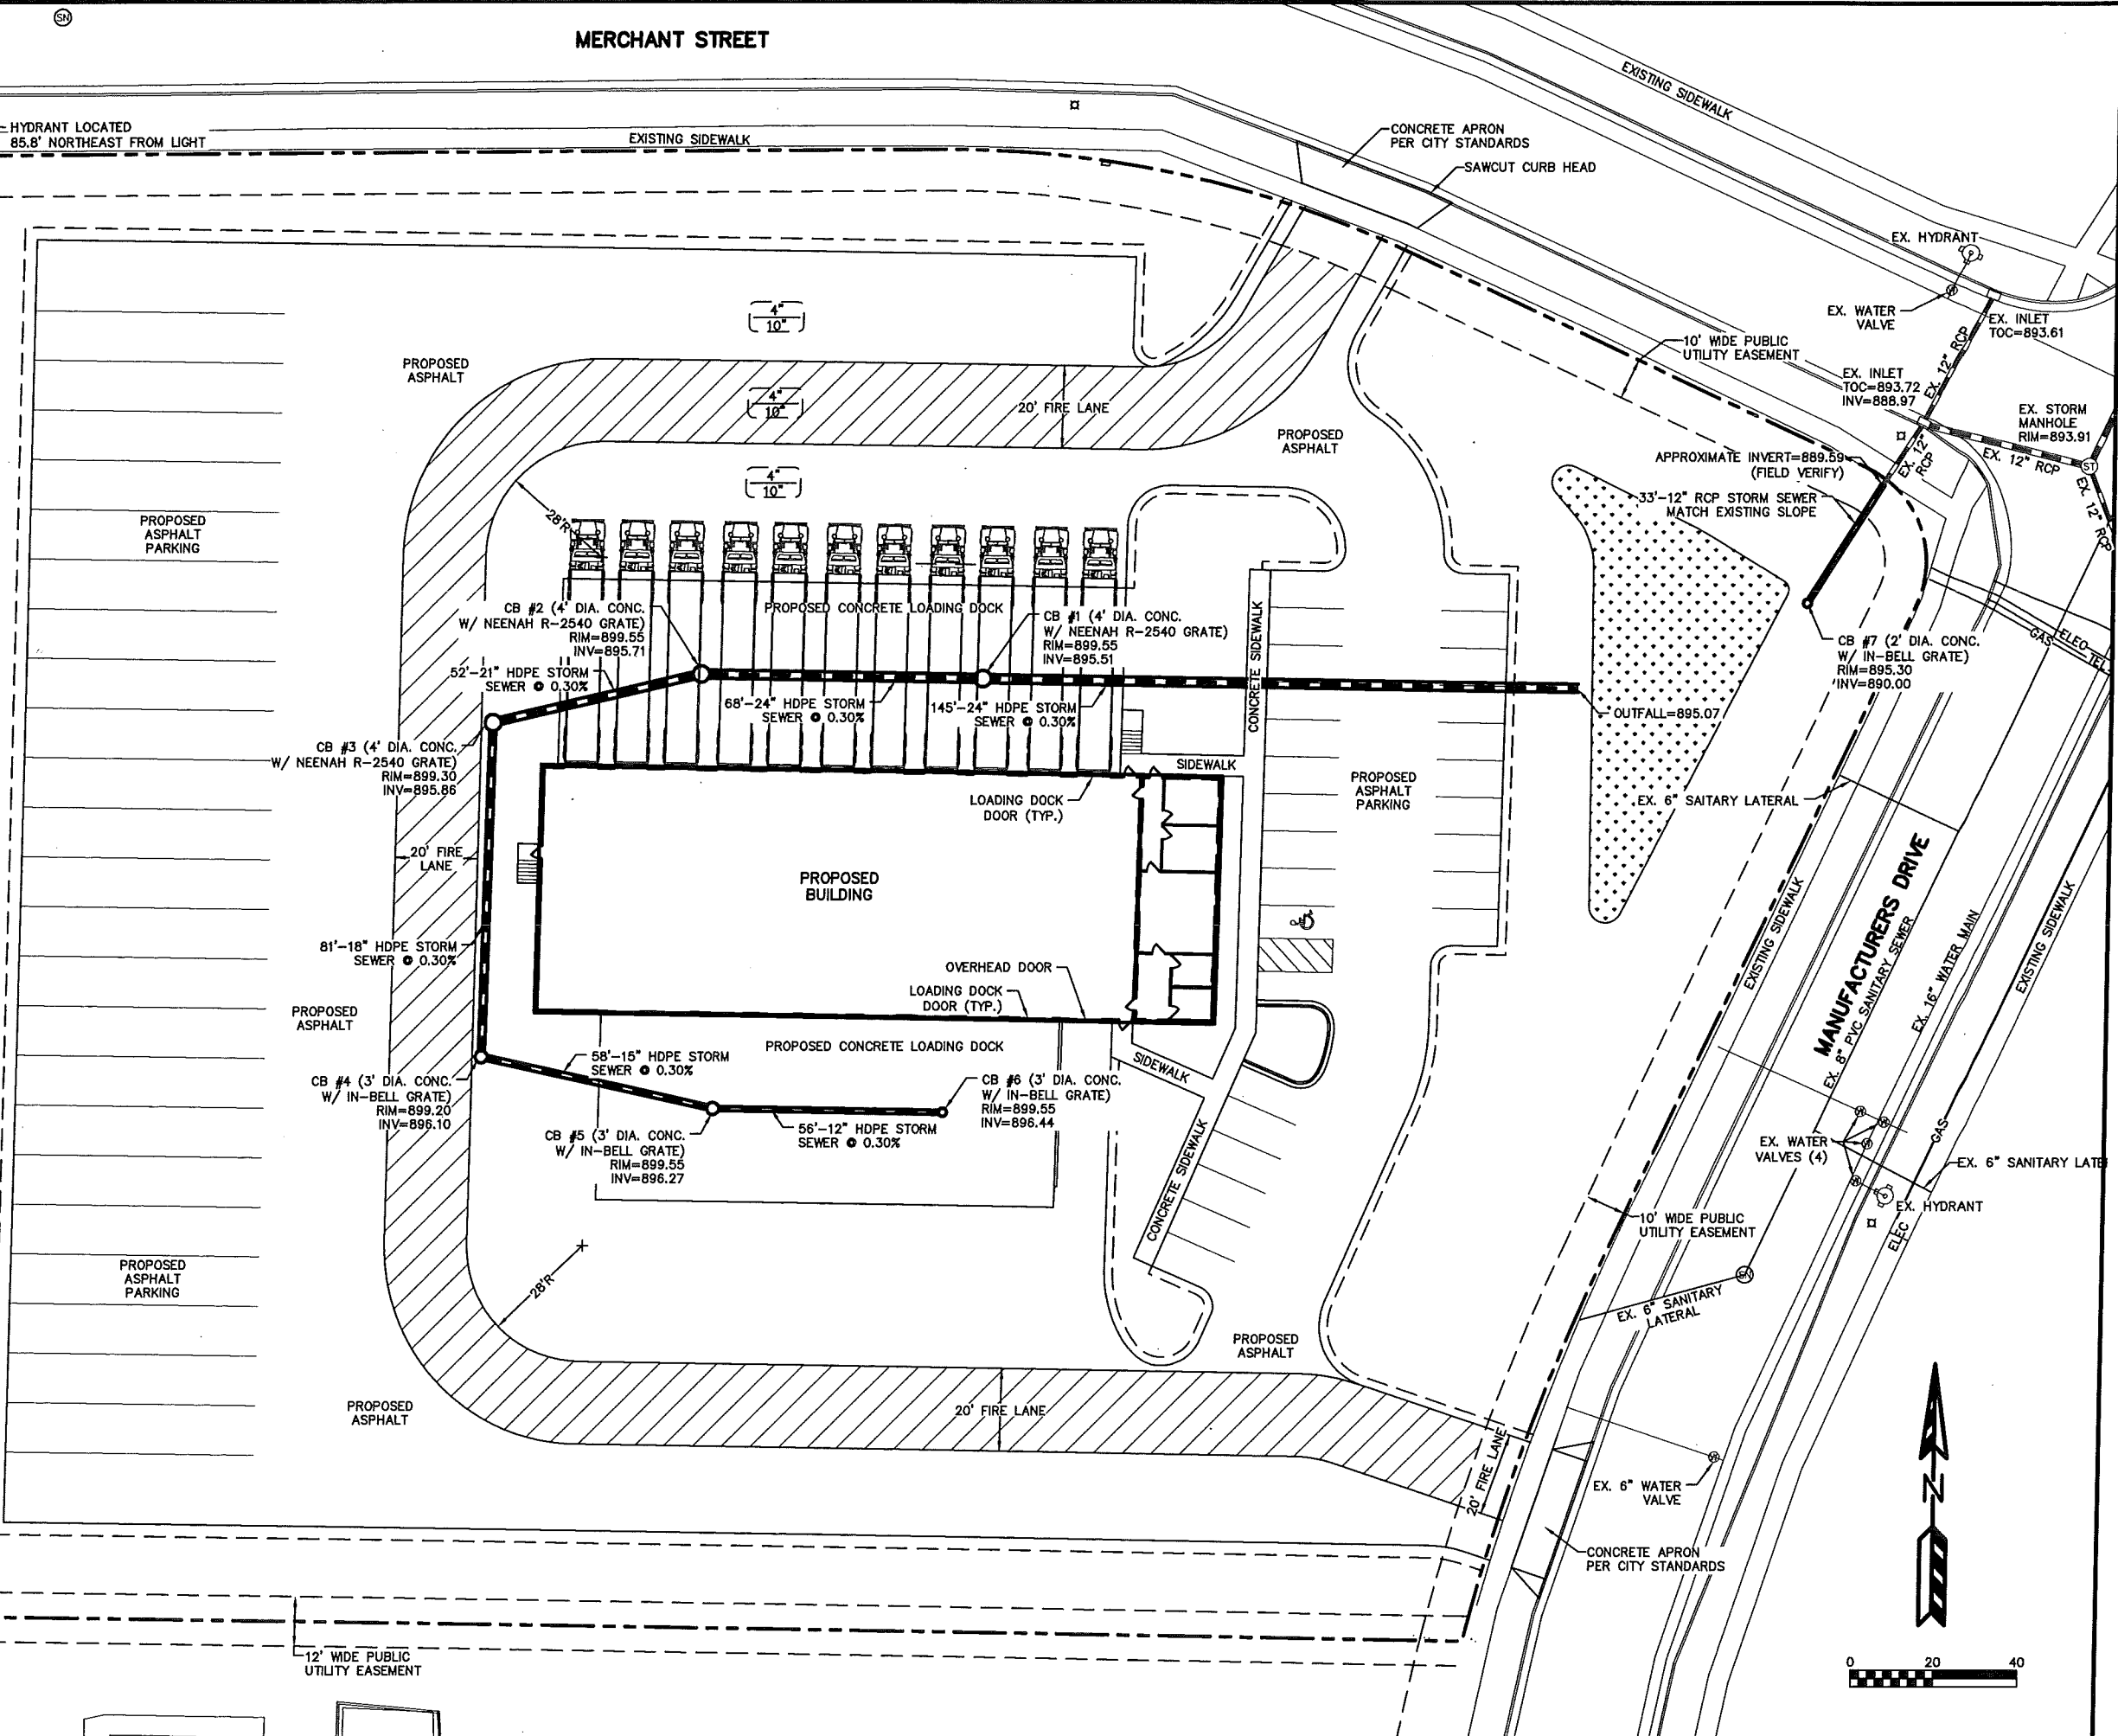 SN
MERCHANT STREET
EXISTING SIDEWALK
HYDRANT LOCATED
85.8' NORTHEAST FROM LIGHT
EXISTING SIDEWALK
CONCRETE APRON
PER CITY STANDARDS
SAWCUT CURB HEAD
EX. HYDRANT
EX. WATER
VALVE
EX. INLET
TOC=893.61
EX. 12" RCP
10' WIDE PUBLIC
UTILITY EASEMENT
EX. INLET
TOC=893.72
INV=888.97
EX. STORM
MANHOLE
RIM=893.91
ST
EX. 12" RCP
EX. 12" RCP
EX. 12"
RCP
APPROXIMATE INVERT=889.59
(FIELD VERIFY)
33'-12" RCP STORM SEWER
MATCH EXISTING SLOPE
4"
10"
PROPOSED
ASPHALT
4"
10"
20' FIRE LANE
PROPOSED
ASPHALT
4"
10"
28'R
PROPOSED
ASPHALT
PARKING
CB #2 (4' DIA. CONC.
W/ NEENAH R-2540 GRATE)
RIM=899.55
INV=895.71
PROPOSED CONCRETE LOADING DOCK
CB #1 (4' DIA. CONC.
W/ NEENAH R-2540 GRATE)
RIM=899.55
INV=895.51
CONCRETE SIDEWALK
CB #7 (2' DIA. CONC.
W/ IN-BELL GRATE)
RIM=895.30
INV=890.00
GAS
ELEC
TEL
52'-21" HDPE STORM
SEWER @ 0.30%
68'-24" HDPE STORM
SEWER @ 0.30%
145'-24" HDPE STORM
SEWER @ 0.30%
OUTFALL=895.07
CB #3 (4' DIA. CONC.
W/ NEENAH R-2540 GRATE)
RIM=899.30
INV=895.86
SIDEWALK
LOADING DOCK
DOOR (TYP.)
PROPOSED
ASPHALT
PARKING
EX. 6" SAITARY LATERAL
20' FIRE
LANE
PROPOSED
BUILDING
MANUFACTURERS DRIVE
EX. 8" PVC SANITARY SEWER
EXISTING SIDEWALK
EX. 16" WATER MAIN
EXISTING SIDEWALK
81'-18" HDPE STORM
SEWER @ 0.30%
OVERHEAD DOOR
LOADING DOCK
DOOR (TYP.)
PROPOSED
ASPHALT
PROPOSED CONCRETE LOADING DOCK
58'-15" HDPE STORM
SEWER @ 0.30%
SIDEWALK
CB #4 (3' DIA. CONC.
W/ IN-BELL GRATE)
RIM=899.20
INV=896.10
CB #6 (3' DIA. CONC.
W/ IN-BELL GRATE)
RIM=899.55
INV=896.44
56'-12" HDPE STORM
SEWER @ 0.30%
CB #5 (3' DIA. CONC.
W/ IN-BELL GRATE)
RIM=899.55
INV=896.27
CONCRETE SIDEWALK
GAS
EX. WATER
VALVES (4)
EX. 6" SANITARY LATE
EX. HYDRANT
ELEC
10' WIDE PUBLIC
UTILITY EASEMENT
SN
EX. 6" SANITARY
LATERAL
PROPOSED
ASPHALT
PARKING
28'R
PROPOSED
ASPHALT
PROPOSED
ASPHALT
20' FIRE LANE
20' FIRE LANE
EX. 6" WATER
VALVE
N
CONCRETE APRON
PER CITY STANDARDS
12' WIDE PUBLIC
UTILITY EASEMENT
0 20 40